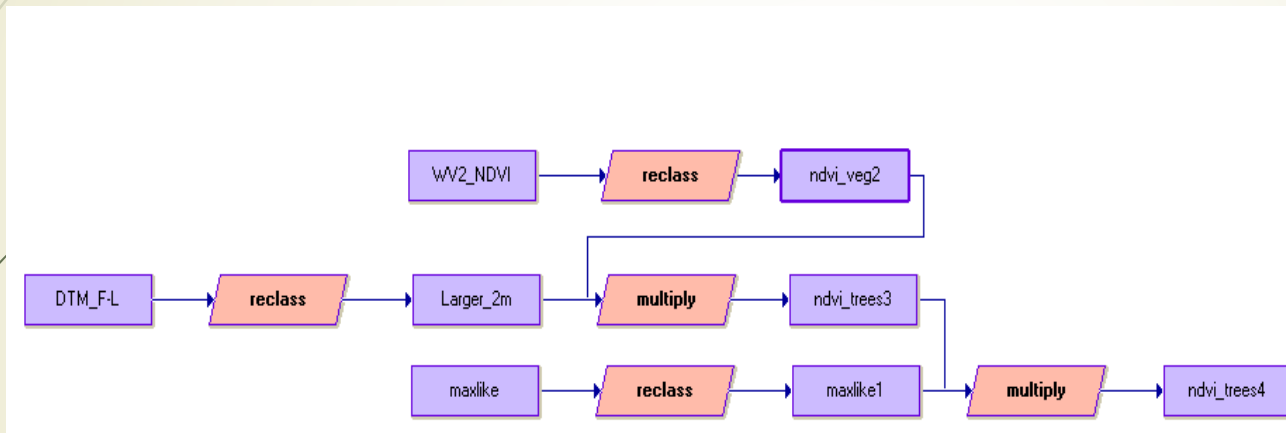 WV2_NDVI reclass ndvi_veg2
DTM_F-L reclass Larger_2m multiply ndvi_trees3
maxlike reclass maxlike1 multiply ndvi_trees4